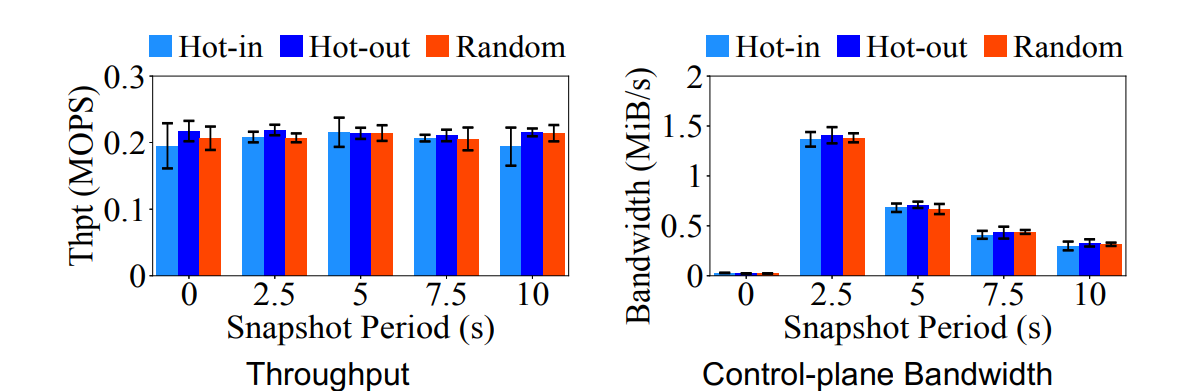 Hot-in Hot-out Random
Thpt (MOPS)
0.3
0.2
0.1
0
0 2.5 5 7.5 10
Snapshot Period (s)
Throughput
Hot-in Hot-out Random
Bandwidth (MiB/s)
2
1.5
1
0.5
0
0 2.5 5 7.5 10
Snapshot Period (s)
Control-plane Bandwidth